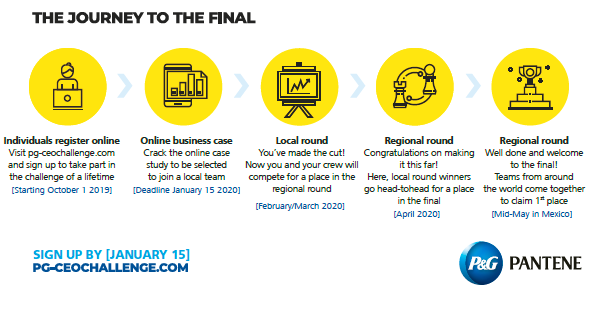 THE JOURNEY TO THE FINAL
Individuals register online
Visit pg-ceochallenge.com
and sign up to take part in
the challenge of a lifetime
[Starting October 1 2019]
Online business case
Crack the online case
study to be selected
to join a local team
[Deadline January 15 2020]
Local round
You've made the cut!
Now you and your crew will
compete for a place in the
regional round
[February/March 2020]
Regional round
Congratulations on making
it this far!
Here, local round winners
go head-tohead for a place
in the final
[April 2020]
Regional round
Well done and welcome
to the final!
Teams from around
the world come together
to claim 1st place
[Mid-May in Mexico]
SIGN UP BY [JANUARY 15]
PG-CEOCHALLENGE.COM
P&G PANTENE